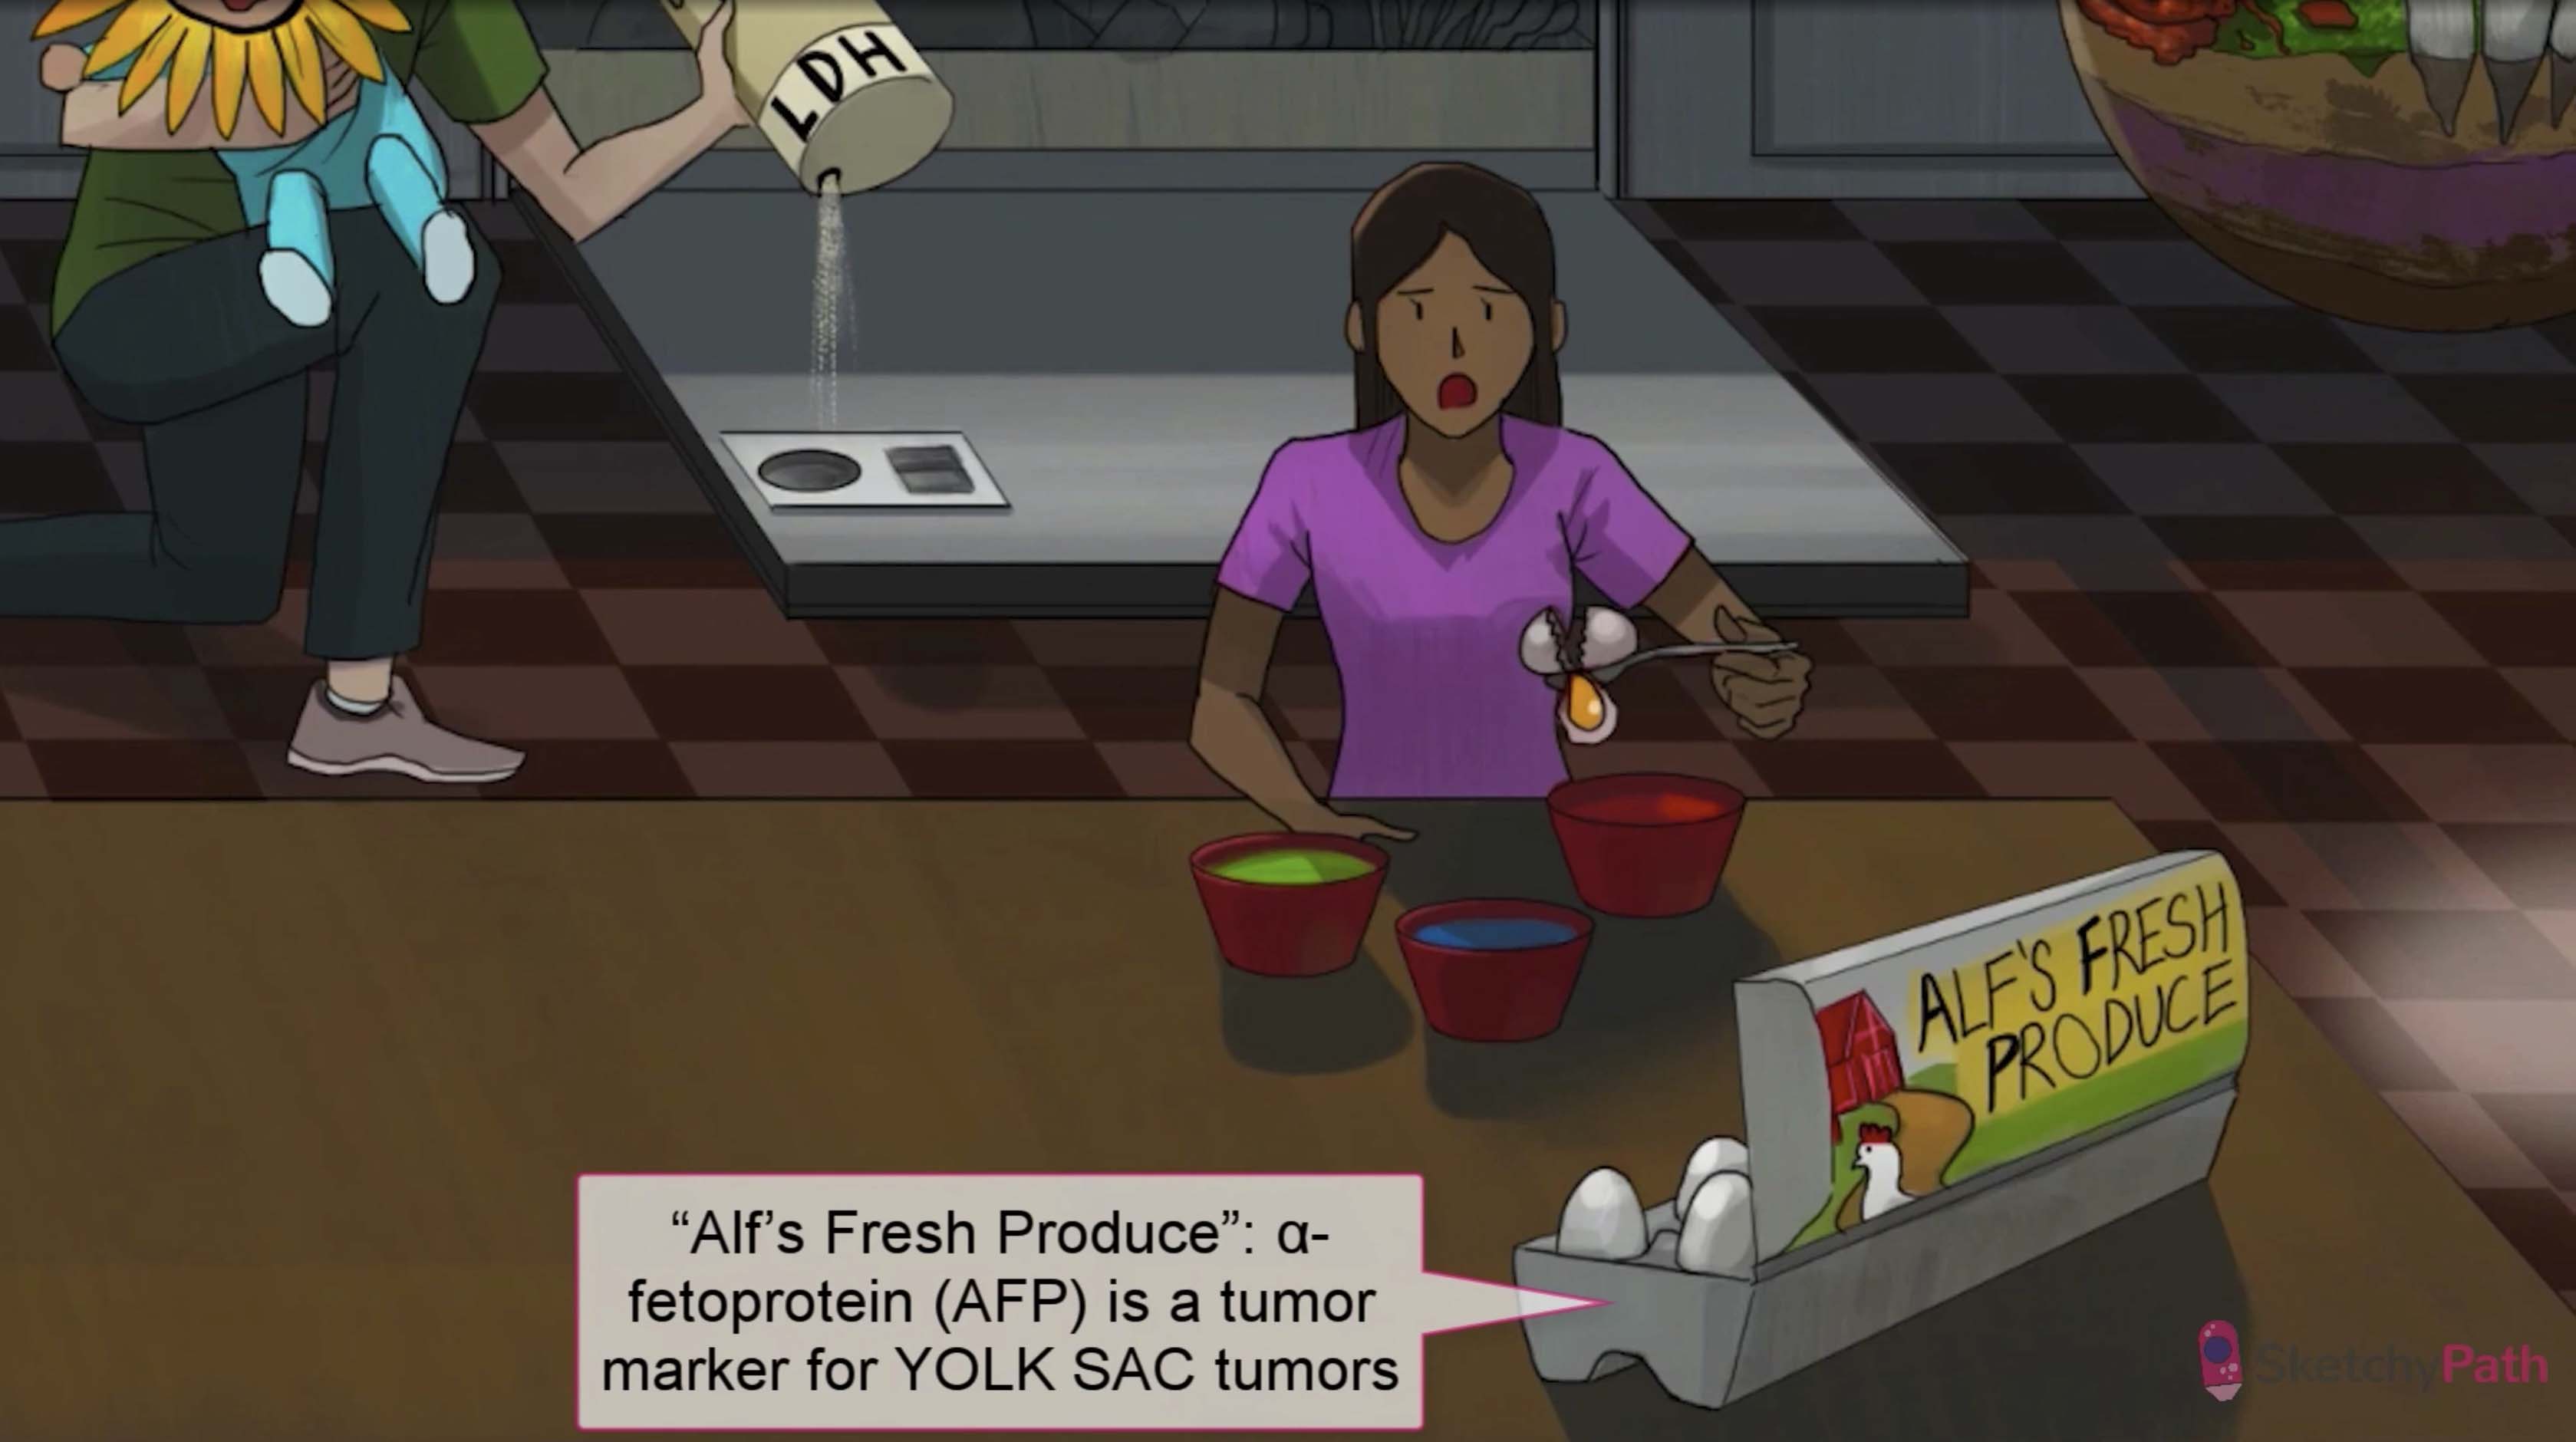 LDH
ALF'S FRESH
PRODUCE
“Alf’s Fresh Produce”: α-
fetoprotein (AFP) is a tumor
marker for YOLK SAC tumors
SketchyPath